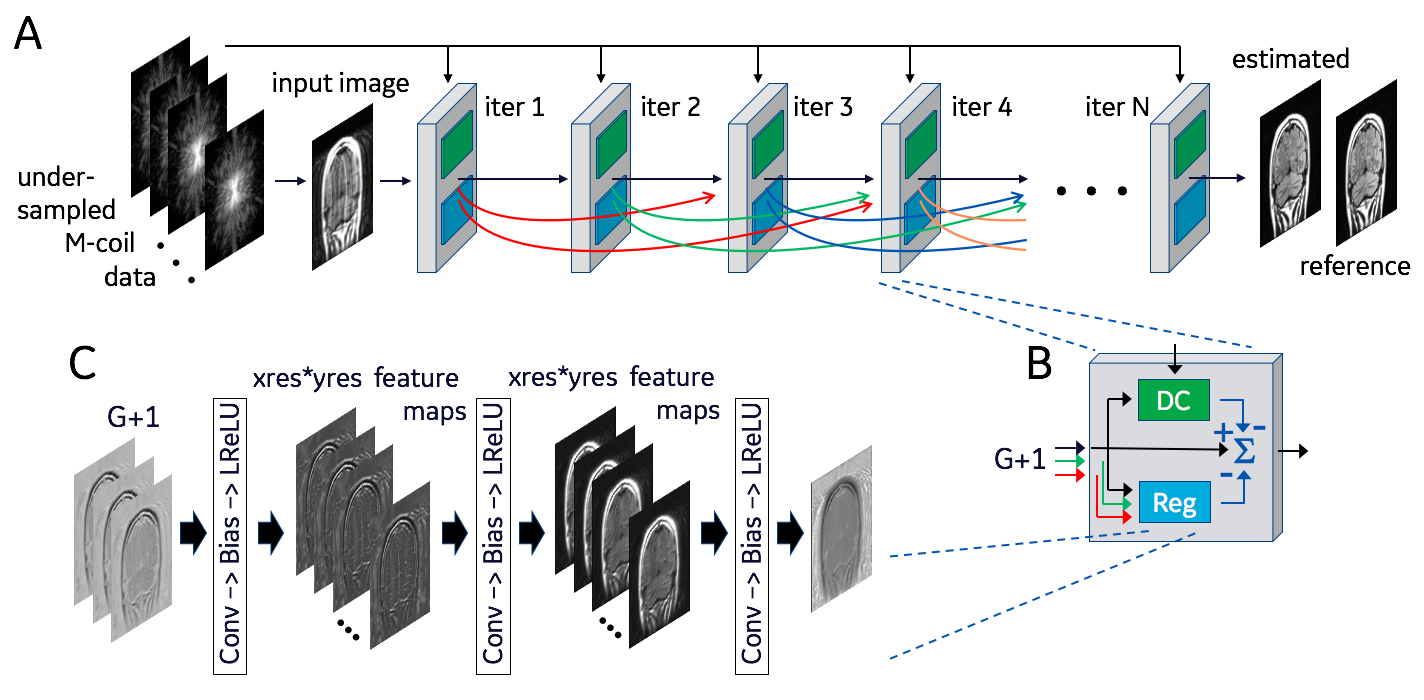 A
under-
sampled
M-coil
data
input image
iter 1
iter 2
iter 3
iter 4
iter N
estimated
reference
B
G+1
DC
Reg
+
-
Σ
-
C
G+1
Conv –> Bias –> LReLU
xres*yres feature
maps
Conv –> Bias –> LReLU
xres*yres feature
maps
Conv –> Bias –> LReLU